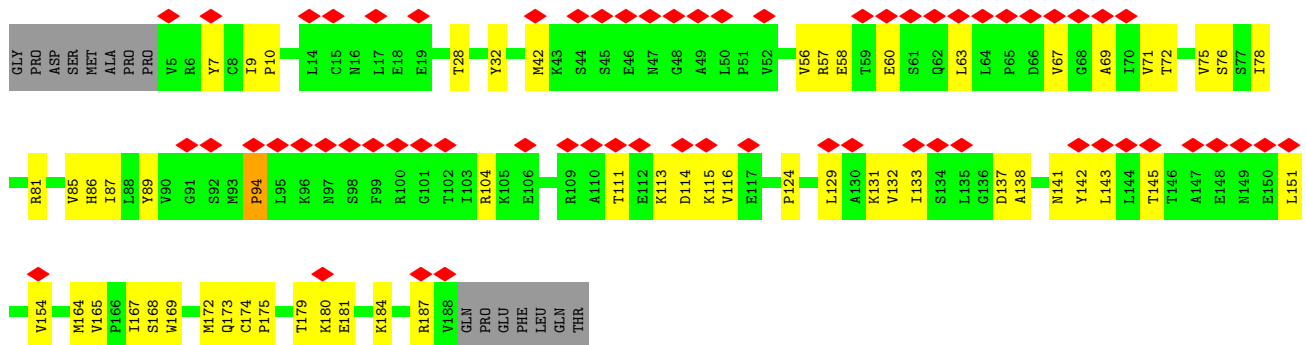 GLY PRO ASP SER MET ALA PRO PRO V5 R6 Y7 C8 I9 P10 L14 C15 N16 L17 E18 E19 T28 Y32 M42 K43 S44 S45 E46 N47 G48 A49 L50 P51 V52 V56 R57 E58 T59 E60 S61 Q62 L63 L64 P65 D66 V67 G68 A69 I70 V71 T72 V75 S76 S77 I78
R81 V85 H86 I87 L88 Y89 V90 G91 S92 M93 P94 L95 K96 N97 S98 F99 R100 G101 T102 I103 R104 K105 E106 R109 A110 T111 E112 K113 D114 K115 V116 E117 P124 L129 A130 K131 V132 I133 S134 L135 G136 D137 A138 N141 Y142 L143 L144 T145 T146 A147 E148 N149 E150 L151
V154 M164 V165 P166 I167 S168 W169 M172 Q173 C174 P175 T179 K180 E181 K184 R187 V188 GLN PRO GLU PHE LEU GLN THR